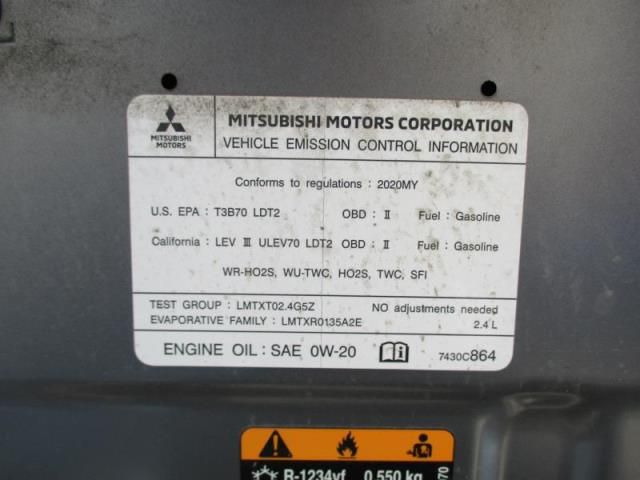 MITSUBISHI
MOTORS
MITSUBISHI MOTORS CORPORATION
VEHICLE EMISSION CONTROL INFORMATION
Conforms to regulations : 2020MY
U.S. EPA : T3B70 LDT2 OBD : Ⅱ Fuel : Gasoline
California : LEV Ⅲ ULEV70 LDT2 OBD : Ⅱ Fuel : Gasoline
WR-HO2S, WU-TWC, HO2S, TWC, SFI
TEST GROUP : LMTXT02.4G5Z NO adjustments needed
EVAPORATIVE FAMILY : LMTXR0135A2E 2.4 L
ENGINE OIL : SAE 0W-20 7430C864
R-1234yf 0.550 kg